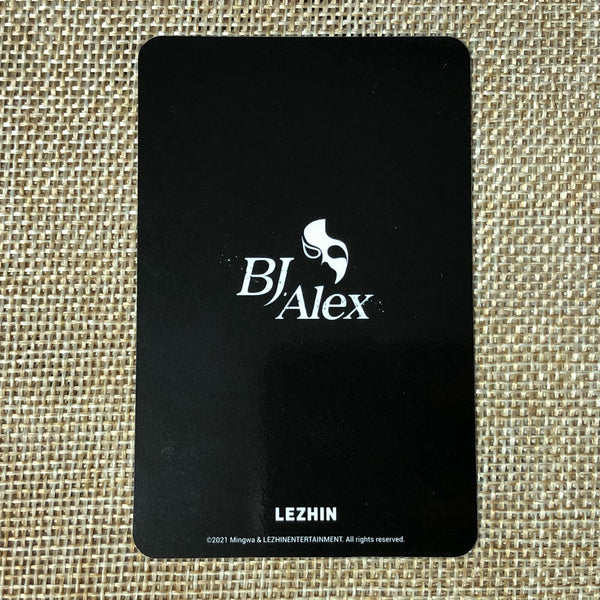 BJ.
Alex
LEZHIN
©2021 Mingwa & LEZHINENTERTAINMENT. All rights reserved.